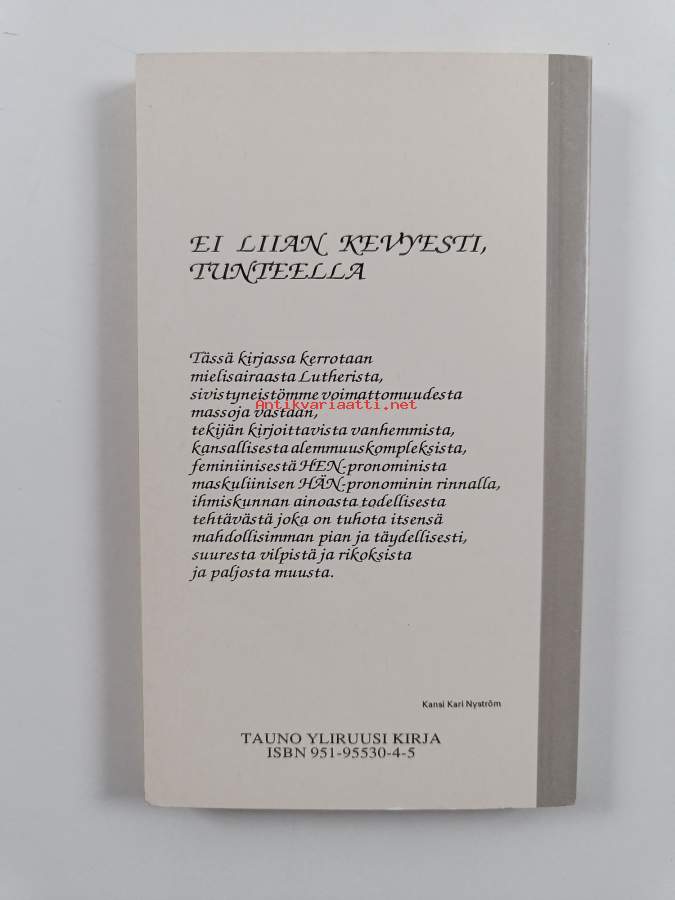 EI LIIAN KEVYESTI,
TUNTEELLA
Tässä kirjassa kerrotaan
mielisairaasta Lutherista,
sivistyneistömme voimattomuudesta
massoja vastaan,
Antikvariaatti.net
tekijän kirjoittavista vanhemmista,
kansallisesta alemmuuskompleksista,
feminiinisestä HEN-pronominista
maskuliinisen HÄN-pronominin rinnalla,
ihmiskunnan ainoasta todellisesta
tehtävästä joka on tuhota itsensä
mahdollisimman pian ja täydellisesti,
suuresta vilpistä ja rikoksista
ja paljosta muusta.
Kansi Kari Nyström
TAUNO YLIRUUSI KIRJA
ISBN 951-95530-4-5